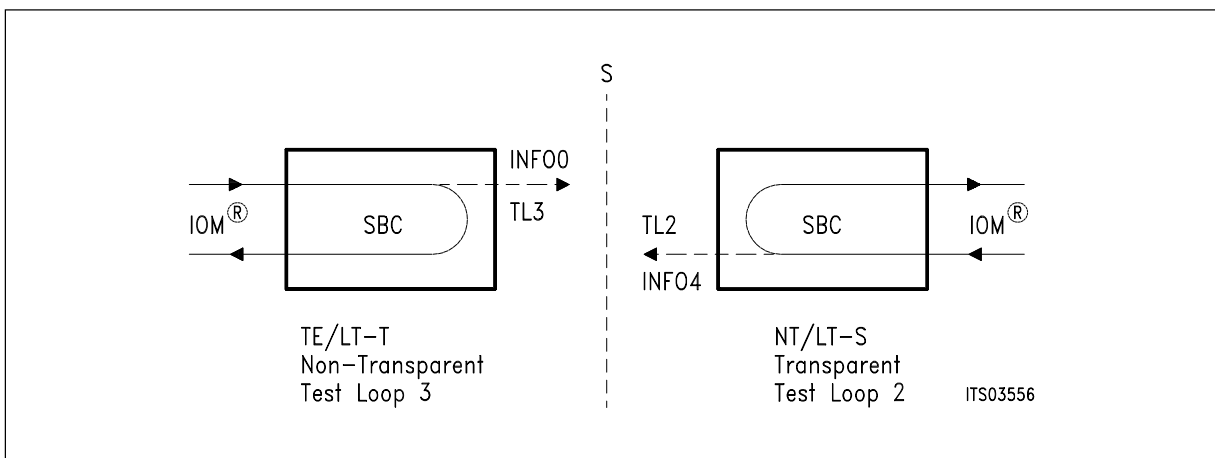 S
INFO0
TL3
IOM®
SBC
TE/LT-T
Non-Transparent
Test Loop 3
TL2
INFO4
SBC
IOM®
NT/LT-S
Transparent
Test Loop 2
ITS03556